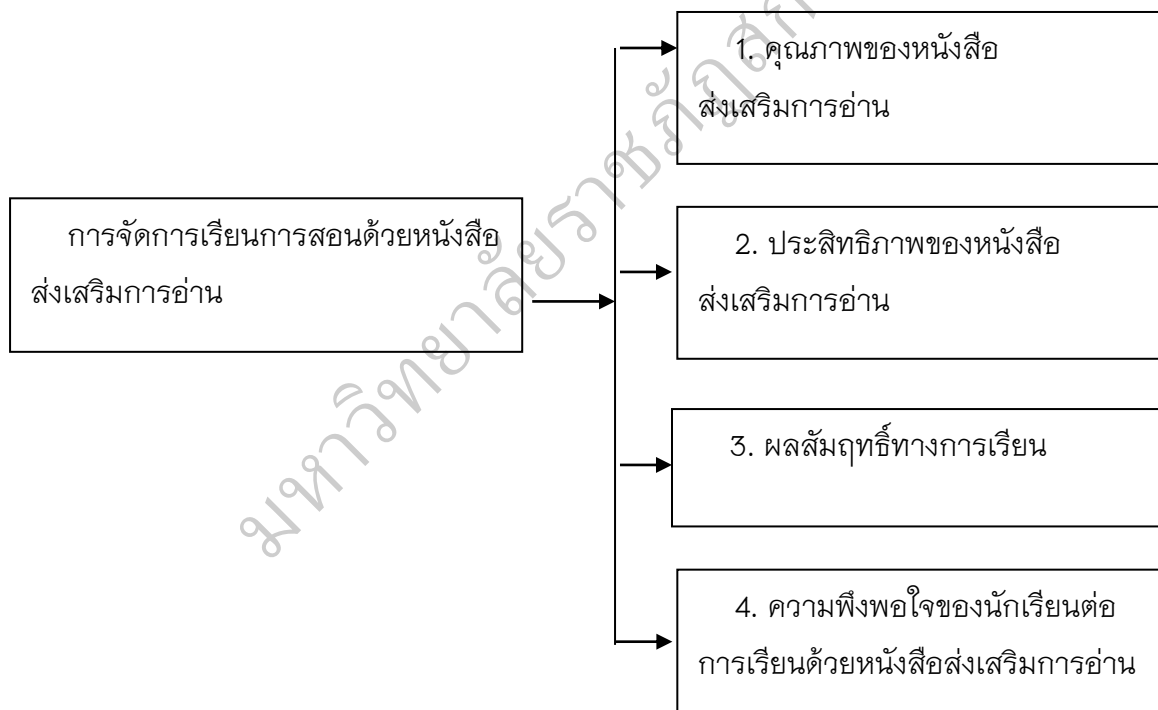 1. คุณภาพของหนังสือ
ส่งเสริมการอ่าน
การจัดการเรียนการสอนด้วยหนังสือ
ส่งเสริมการอ่าน
2. ประสิทธิภาพของหนังสือ
ส่งเสริมการอ่าน
3. ผลสัมฤทธิ์ทางการเรียน
4. ความพึงพอใจของนักเรียนต่อ
การเรียนด้วยหนังสือส่งเสริมการอ่าน
มหาวิทยาลัยราชภัฏ